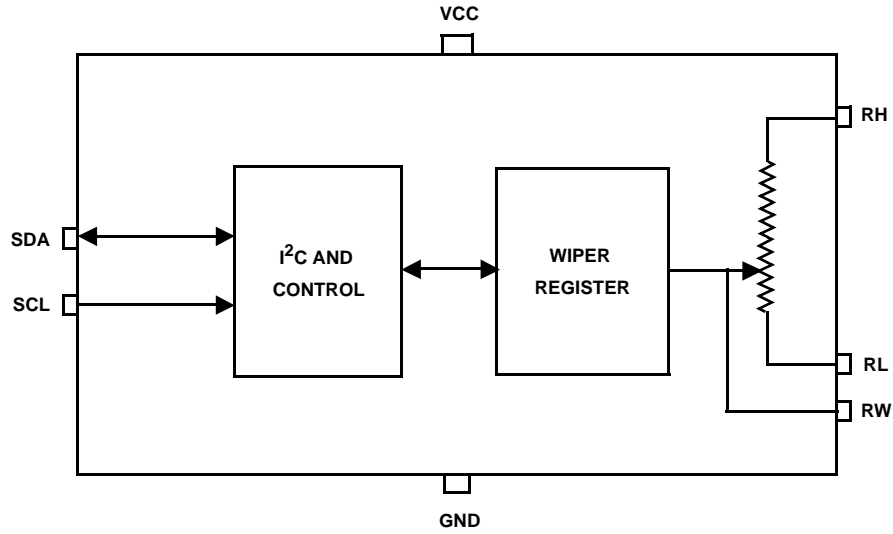 VCC
RH
SDA
I²C AND
CONTROL
WIPER
REGISTER
SCL
RL
RW
GND